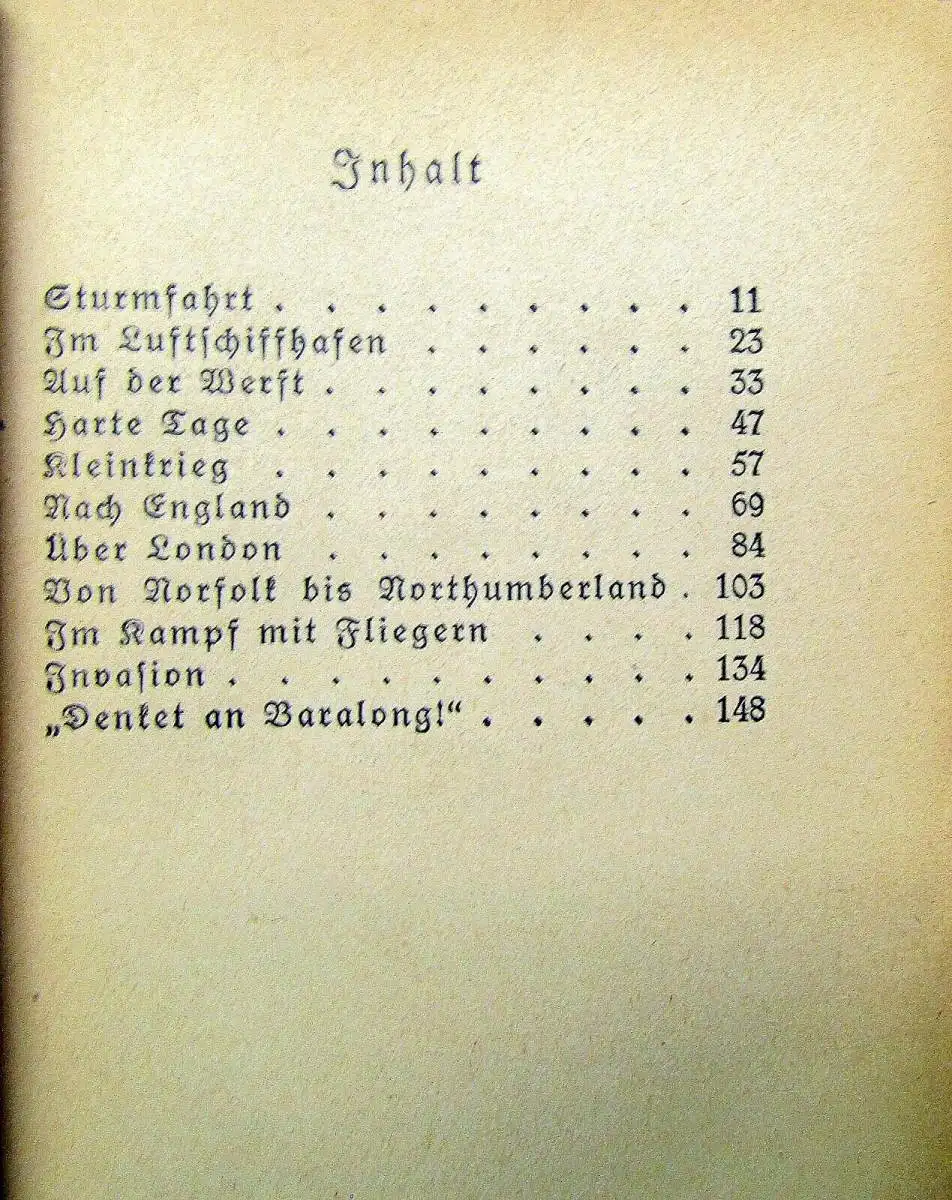 Inhalt
Sturmfahrt . . . . . . . . . 11
Im Luftschiffhafen . . . . . . 23
Auf der Werft . . . . . . . . 33
Harte Tage . . . . . . . . . 47
Kleinkrieg . . . . . . . . . 57
Nach England . . . . . . . . 69
Über London . . . . . . . . 84
Von Norfolk bis Northumberland . 103
Im Kampf mit Fliegern . . . . 118
Invasion . . . . . . . . . . 134
„Denket an Baralong!“ . . . . . 148